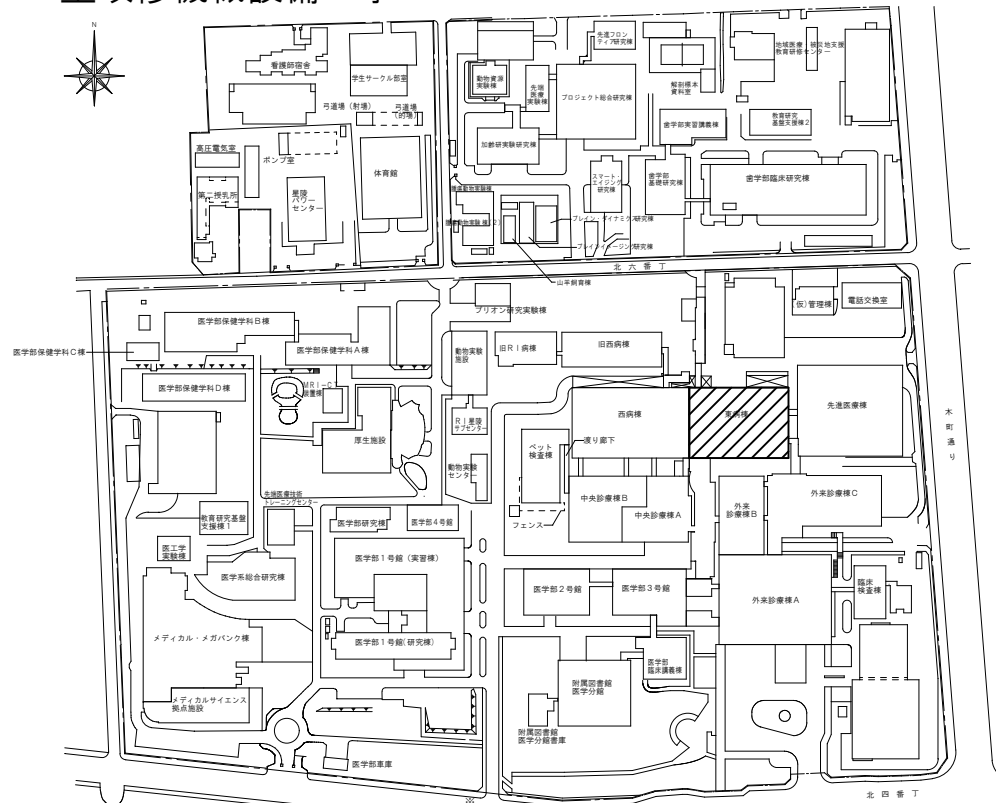 N
看護師宿舎
学生サークル部室
弓道場(射場)
弓道場
(的場)
高圧電気室
ポンプ室
体育館
第二授乳所
星陵
パワー
センター
先進フロン
ティア研究棟
動物資源
実験棟
先端
医療
実験棟
プロジェクト総合研究棟
解剖標本
資料室
地域医療・被災地支援
教育研修センター
加齢研実験研究棟
歯学部実習講義棟
教育研究
基盤支援棟2
スマート・
エイジング
研究棟
歯学部
基礎研究棟
歯学部臨床研究棟
ブレイン・ダイナミクス研究棟
ブレインイメージング研究棟
山羊飼育棟
北六番丁
プリオン研究実験棟
(仮)管理棟
電話交換室
医学部保健学科B棟
医学部保健学科A棟
医学部保健学科C棟
医学部保健学科D棟
動物実験
施設
旧RI病棟
旧西病棟
MRI-CT
装置棟
厚生施設
RI星陵
サブセンター
西病棟
東病棟
先進医療棟
木町通り
ペット
検査棟
渡り廊下
動物実験
センター
先端医療技術
トレーニングセンター
中央診療棟B
中央診療棟A
外来
診療棟B
外来診療棟C
フェンス
教育研究基盤
支援棟1
医学部研究棟
医学部4号館
医工学
実験棟
医学部1号館(実習棟)
医学系総合研究棟
医学部2号館
医学部3号館
外来診療棟A
臨床
検査棟
メディカル・メガバンク棟
医学部1号館(研究棟)
医学部
臨床講義棟
附属図書館
医学分館
メディカルサイエンス
拠点施設
附属図書館
医学分館書庫
医学部車庫
北四番丁